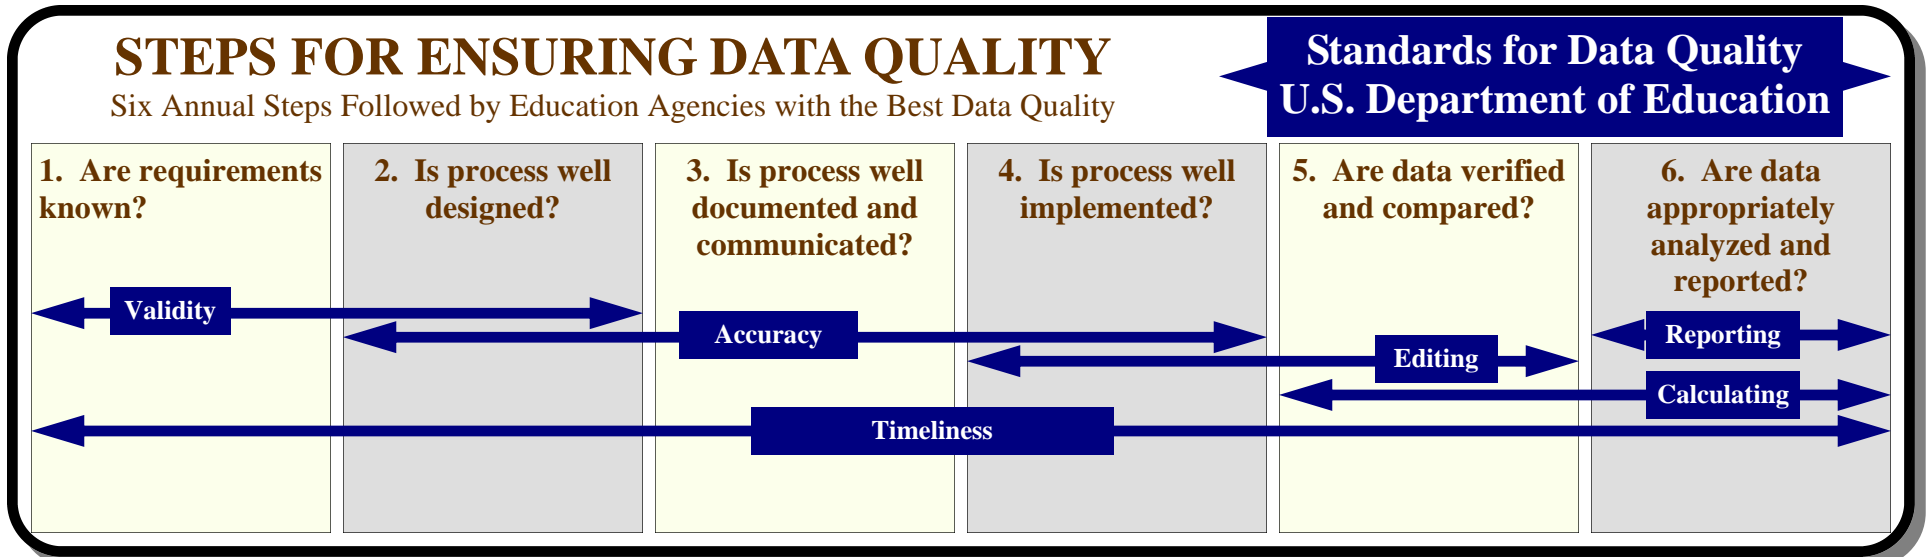 STEPS FOR ENSURING DATA QUALITY
Six Annual Steps Followed by Education Agencies with the Best Data Quality
Standards for Data Quality
U.S. Department of Education
1. Are requirements
known?
2. Is process well
designed?
3. Is process well
documented and
communicated?
4. Is process well
implemented?
5. Are data verified
and compared?
6. Are data
appropriately
analyzed and
reported?
Validity
Accuracy
Reporting
Editing
Calculating
Timeliness